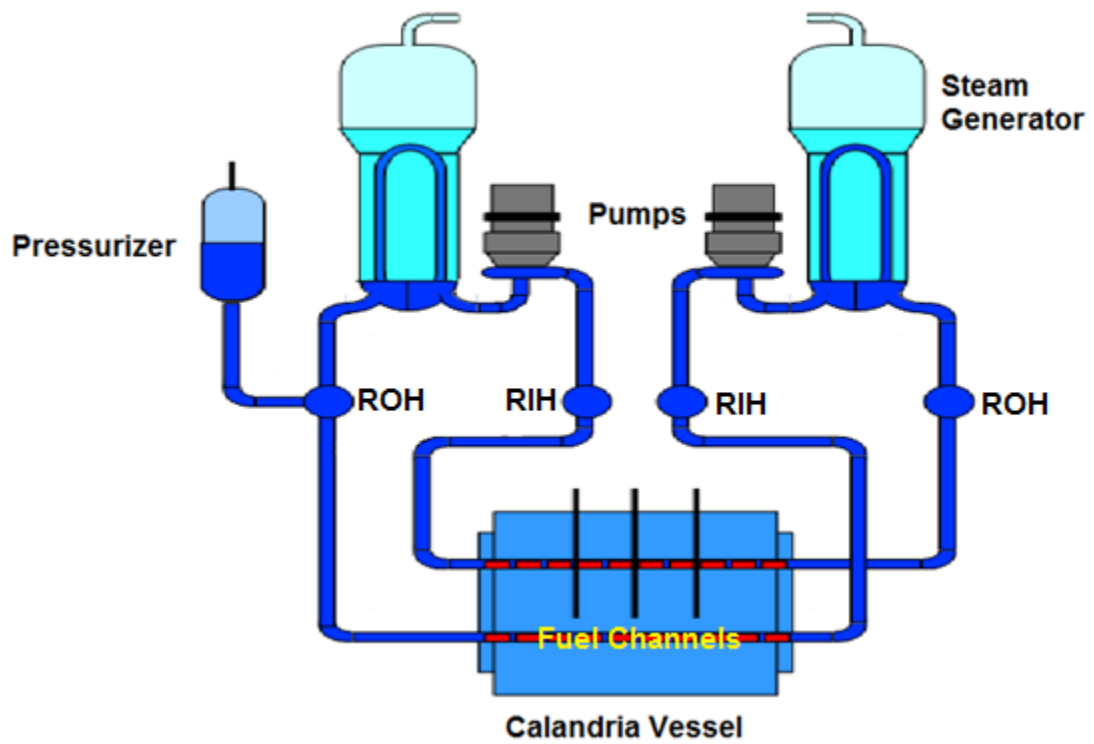 Steam
Generator
Pumps
Pressurizer
ROH
RIH
RIH
ROH
Fuel Channels
Calandria Vessel